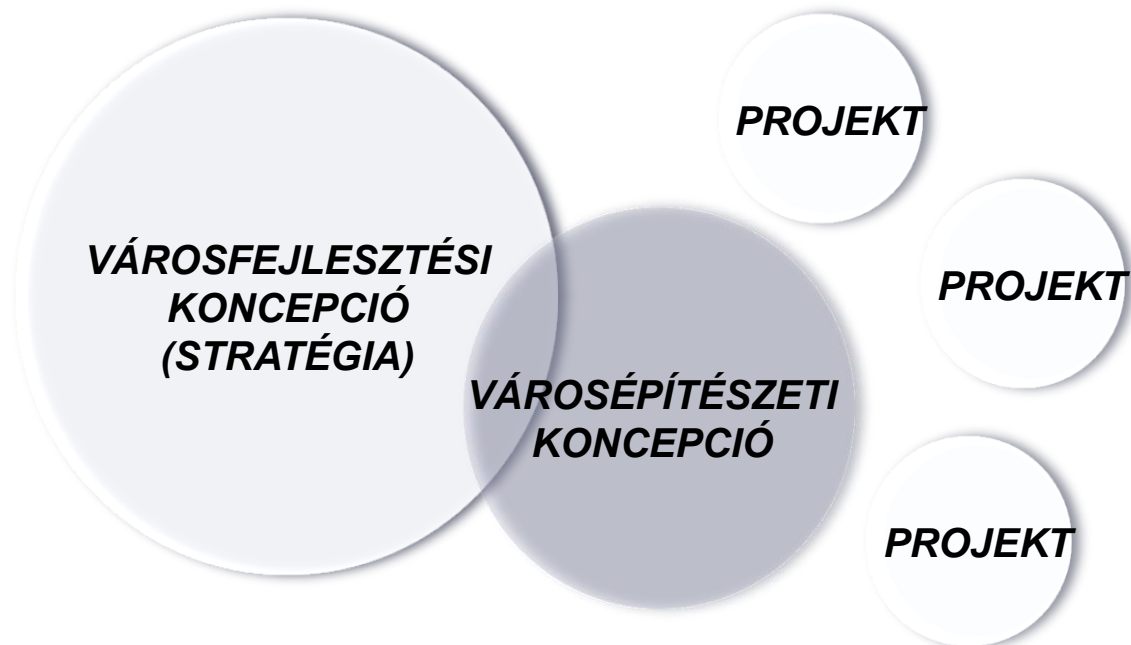 VÁROSFEJLESZTÉSI
KONCEPCIÓ
(STRATÉGIA)
VÁROSÉPÍTÉSZETI
KONCEPCIÓ
PROJEKT
PROJEKT
PROJEKT